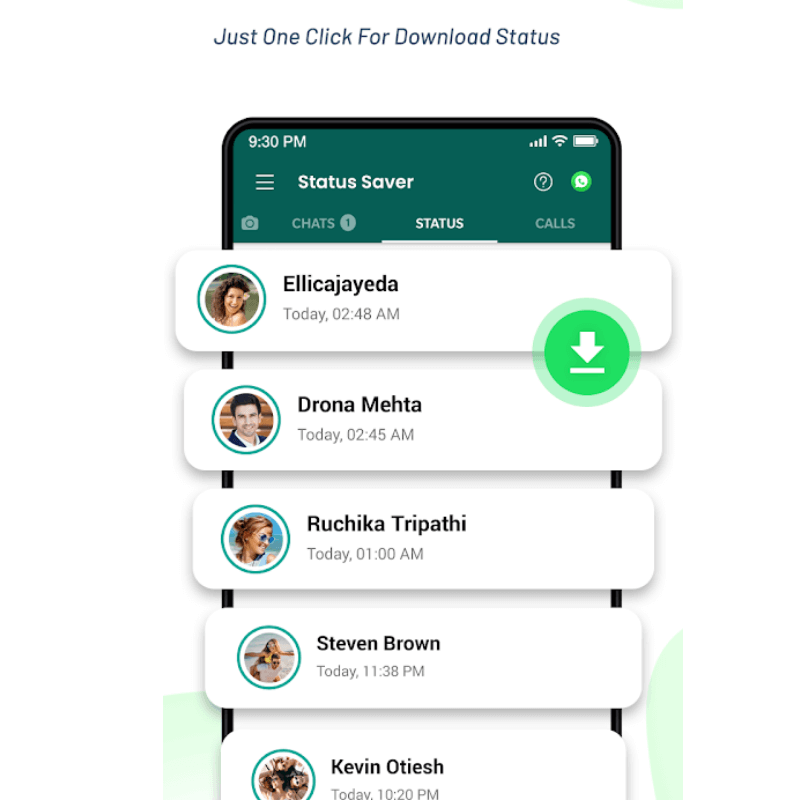 Just One Click For Download Status
9:30 PM
Status Saver
CHATS 1 STATUS CALLS
Ellicajayeda
Today, 02:48 AM
Drona Mehta
Today, 02:45 AM
Ruchika Tripathi
Today, 01:00 AM
Steven Brown
Today, 11:38 PM
Kevin Otiesh
Today, 10:20 PM